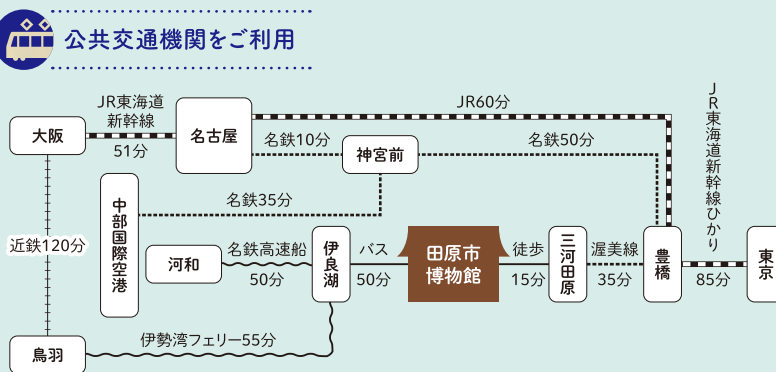 公共交通機関をご利用
JR東海道
新幹線
51分
大阪
名古屋
JR60分
名鉄10分
神宮前
名鉄50分
JR東海道新幹線ひかり
名鉄35分
中部国際空港
近鉄120分
河和
名鉄高速船
50分
伊良湖
バス
50分
田原市
博物館
徒歩
15分
三河田原
渥美線
35分
豊橋
85分
東京
伊勢湾フェリー55分
鳥羽